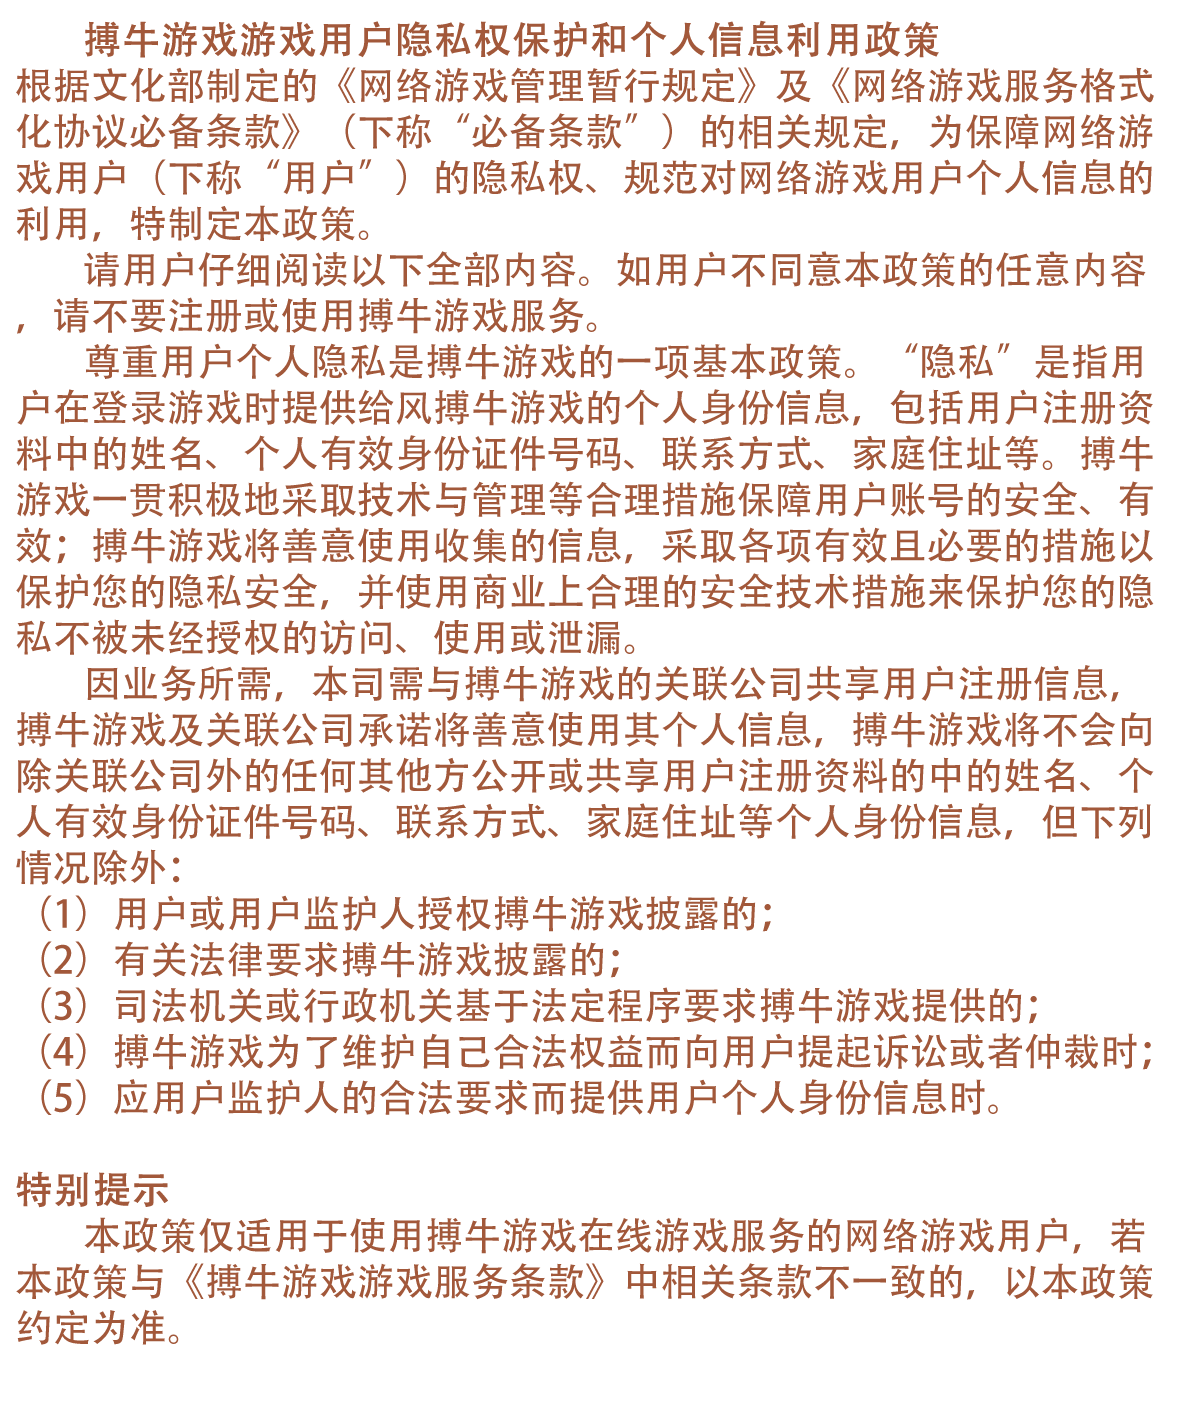 搏牛游戏游戏用户隐私权保护和个人信息利用政策
根据文化部制定的《网络游戏管理暂行规定》及《网络游戏服务格式
化协议必备条款》（下称“必备条款”）的相关规定，为保障网络游
戏用户（下称“用户”）的隐私权、规范对网络游戏用户个人信息的
利用，特制定本政策。
请用户仔细阅读以下全部内容。如用户不同意本政策的任意内容
，请不要注册或使用搏牛游戏服务。
尊重用户个人隐私是搏牛游戏的一项基本政策。“隐私”是指用
户在登录游戏时提供给风搏牛游戏的个人身份信息，包括用户注册资
料中的姓名、个人有效身份证件号码、联系方式、家庭住址等。搏牛
游戏一贯积极地采取技术与管理等合理措施保障用户账号的安全、有
效；搏牛游戏将善意使用收集的信息，采取各项有效且必要的措施以
保护您的隐私安全，并使用商业上合理的安全技术措施来保护您的隐
私不被未经授权的访问、使用或泄漏。
因业务所需，本司需与搏牛游戏的关联公司共享用户注册信息，
搏牛游戏及关联公司承诺将善意使用其个人信息，搏牛游戏将不会向
除关联公司外的任何其他方公开或共享用户注册资料的中的姓名、个
人有效身份证件号码、联系方式、家庭住址等个人身份信息，但下列
情况除外：
（1）用户或用户监护人授权搏牛游戏披露的；
（2）有关法律要求搏牛游戏披露的；
（3）司法机关或行政机关基于法定程序要求搏牛游戏提供的；
（4）搏牛游戏为了维护自己合法权益而向用户提起诉讼或者仲裁时；
（5）应用户监护人的合法要求而提供用户个人身份信息时。
特别提示
本政策仅适用于使用搏牛游戏在线游戏服务的网络游戏用户，若
本政策与《搏牛游戏游戏服务条款》中相关条款不一致的，以本政策
约定为准。